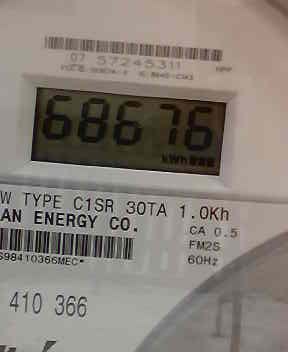 07 57245311
68676
kWh
W TYPE C1SR 30TA 1.0Kh
AN ENERGY CO.
CA 0.5
FM2S
60Hz
S98410366MEC*
410 366